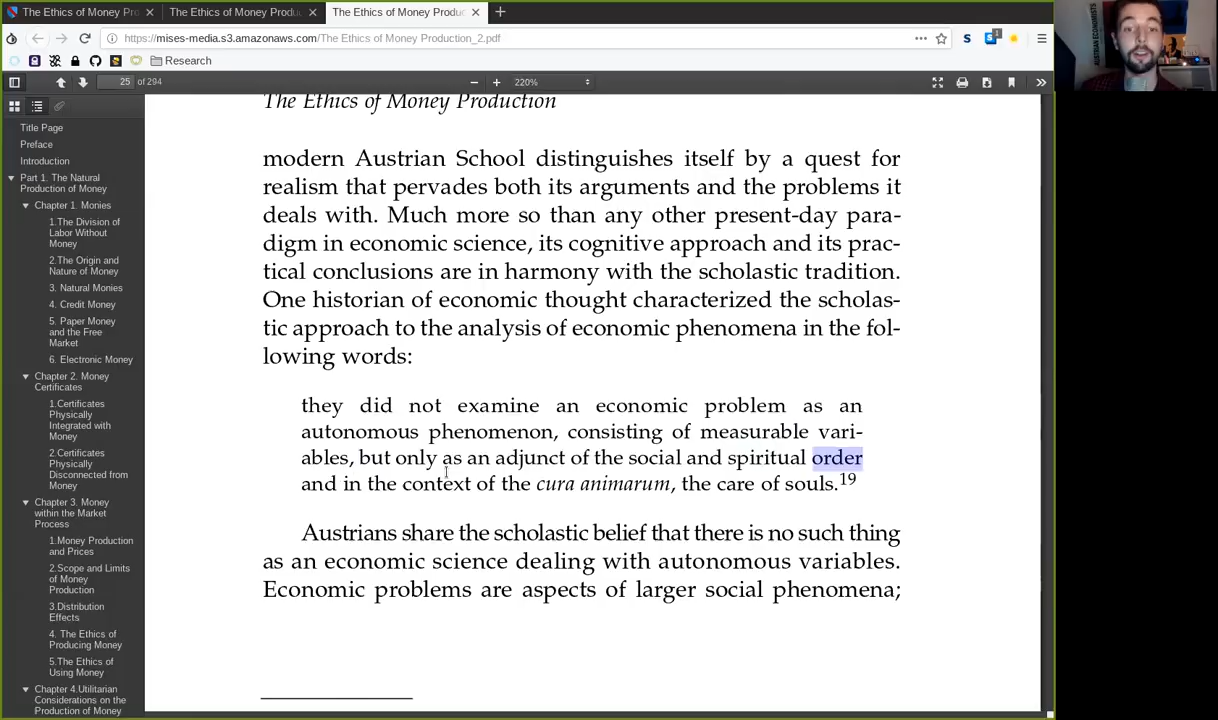 The Ethics of Money Pro
The Ethics of Money Produ
The Ethics of Money Produ
https://mises-media.s3.amazonaws.com/The Ethics of Money Production_2.pdf
Research
25 of 294
220%
Title Page
Preface
Introduction
Part 1. The Natural
Production of Money
Chapter 1. Monies
1.The Division of
Labor Without
Money
2.The Origin and
Nature of Money
3. Natural Monies
4. Credit Money
5. Paper Money
and the Free
Market
6. Electronic Money
Chapter 2. Money
Certificates
1.Certificates
Physically
Integrated with
Money
2.Certificates
Physically
Disconnected from
Money
Chapter 3. Money
within the Market
Process
1.Money Production
and Prices
2.Scope and Limits
of Money
Production
3.Distribution
Effects
4. The Ethics of
Producing Money
5.The Ethics of
Using Money
Chapter 4.Utilitarian
Considerations on the
Production of Money
The Ethics of Money Production
modern Austrian School distinguishes itself by a quest for
realism that pervades both its arguments and the problems it
deals with. Much more so than any other present-day para-
digm in economic science, its cognitive approach and its prac-
tical conclusions are in harmony with the scholastic tradition.
One historian of economic thought characterized the scholas-
tic approach to the analysis of economic phenomena in the fol-
lowing words:
they did not examine an economic problem as an
autonomous phenomenon, consisting of measurable vari-
ables, but only as an adjunct of the social and spiritual order
and in the context of the cura animarum, the care of souls.19
Austrians share the scholastic belief that there is no such thing
as an economic science dealing with autonomous variables.
Economic problems are aspects of larger social phenomena;